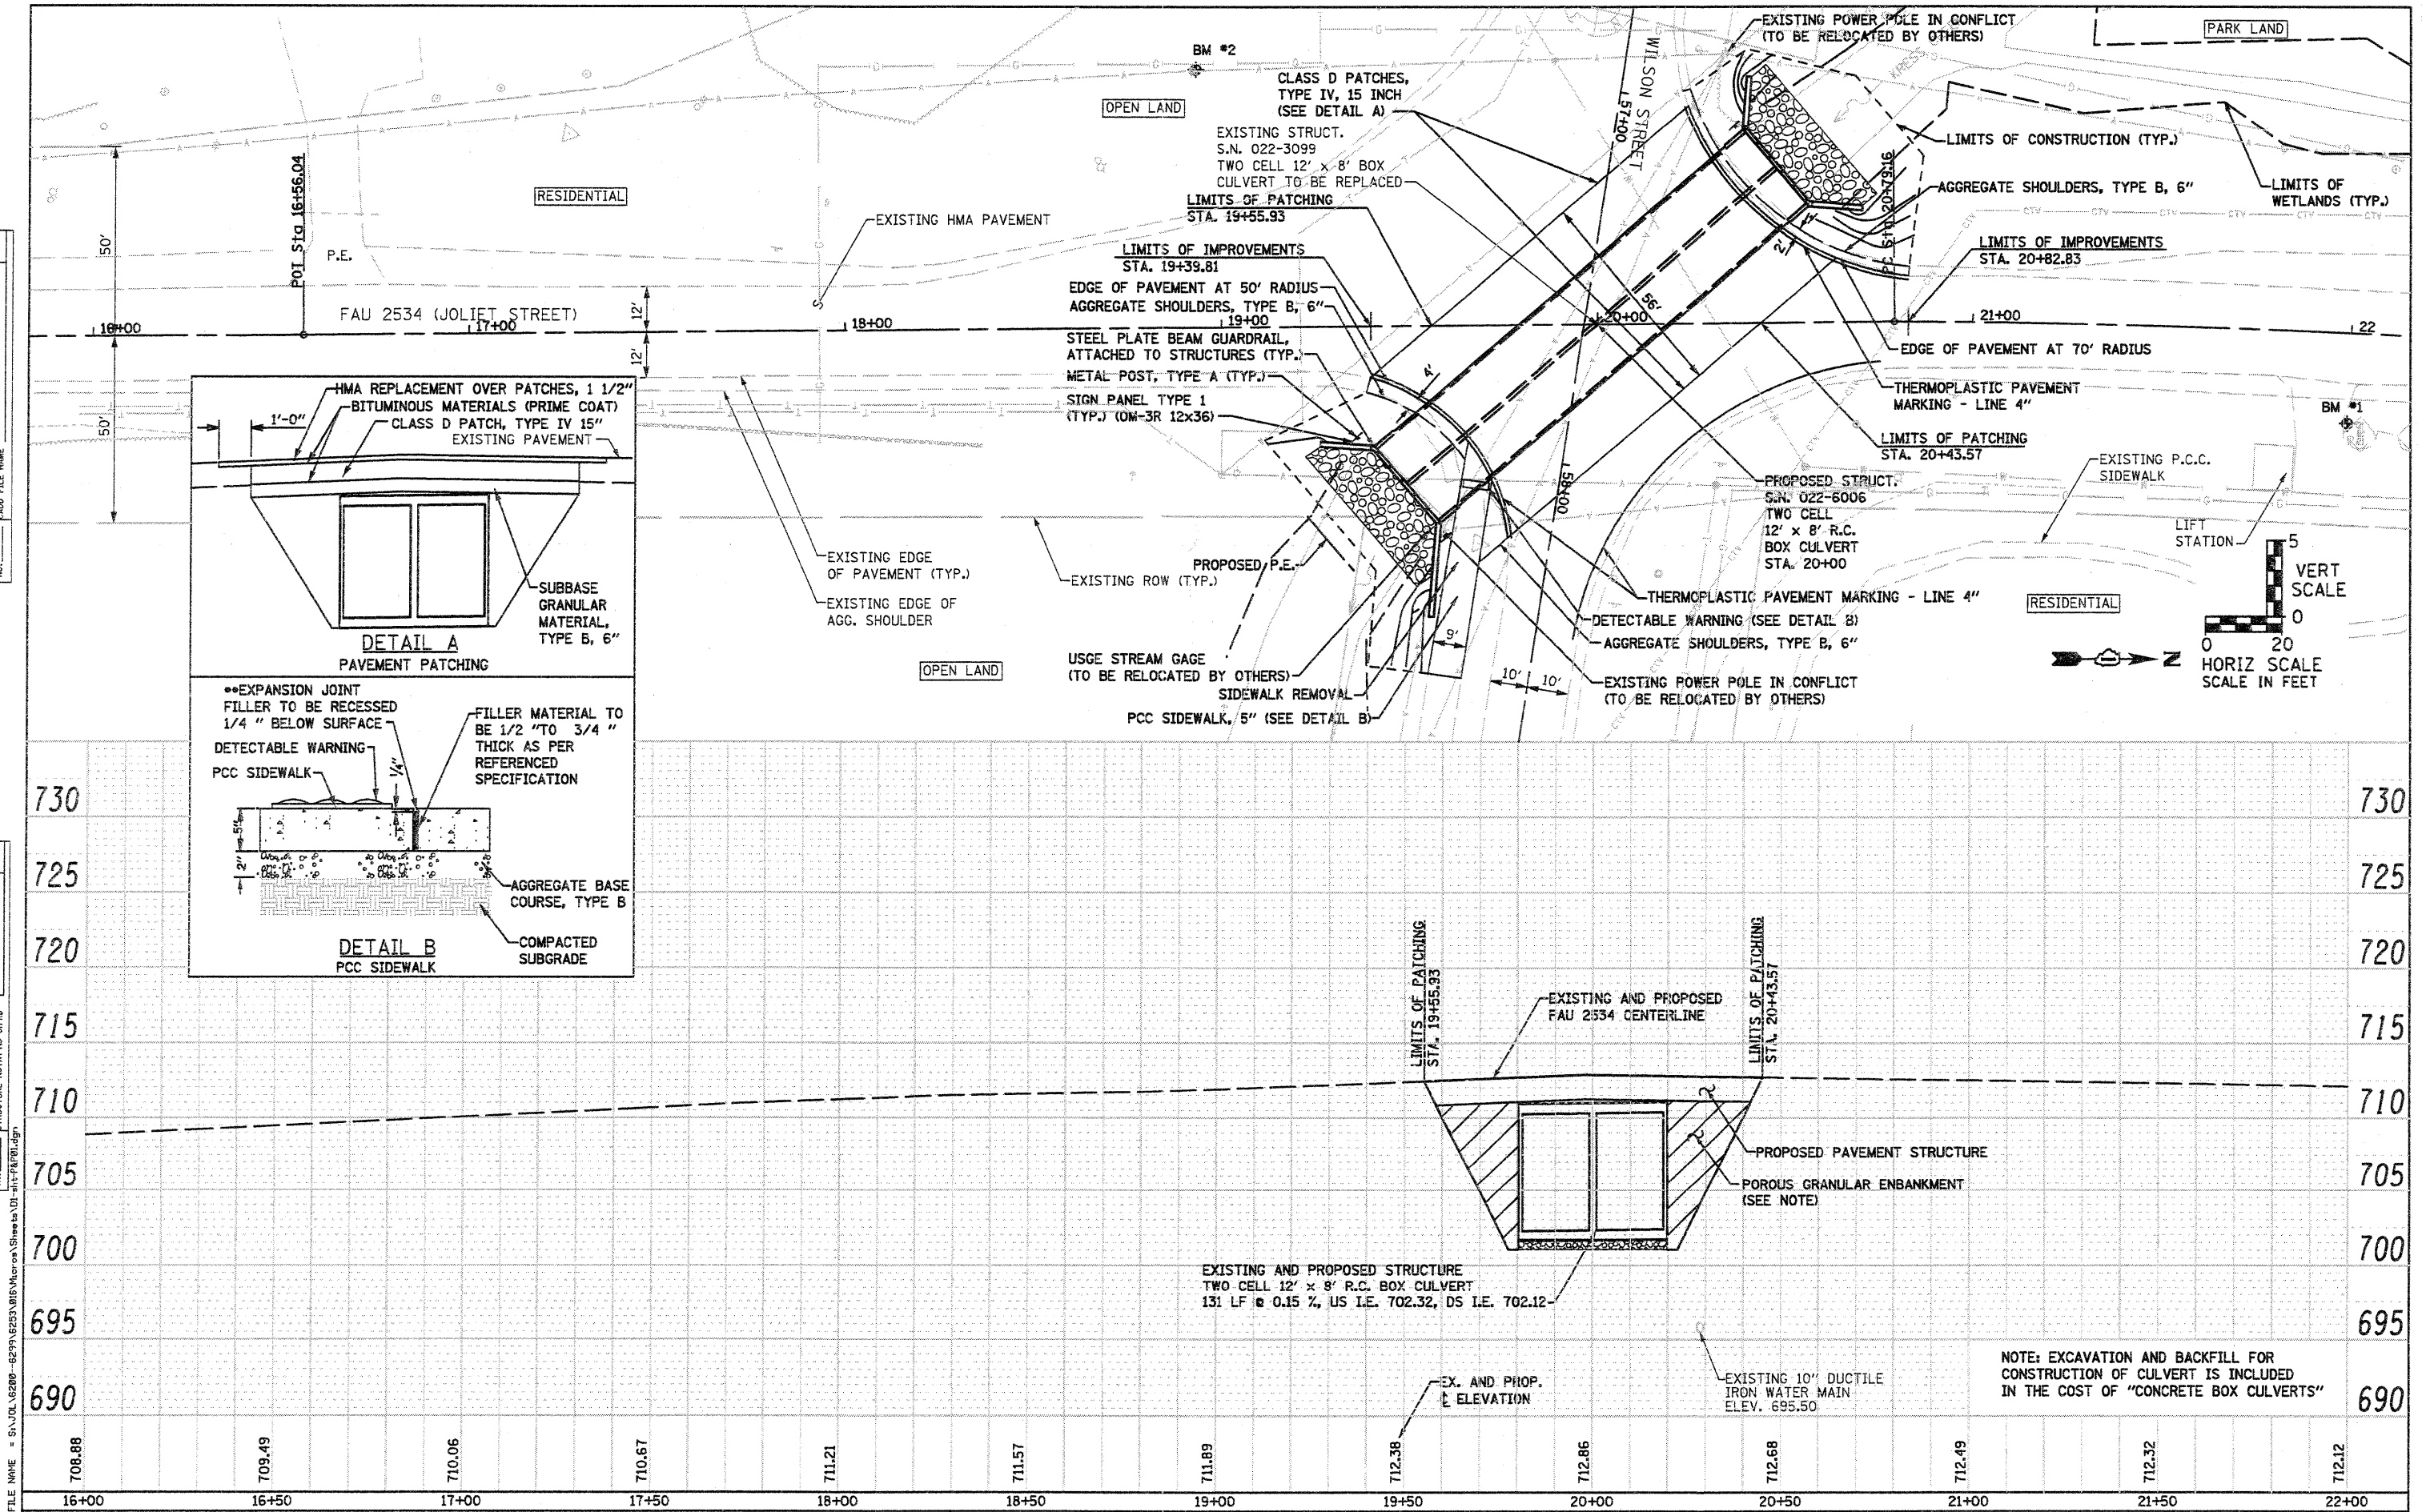 EXISTING POWER POLE IN CONFLICT
(TO BE RELOCATED BY OTHERS)
PARK LAND
KRESS
BM #2
CLASS D PATCHES,
TYPE IV, 15 INCH
(SEE DETAIL A)
OPEN LAND
WILSON STREET
57+00
EXISTING STRUCT.
S.N. 022-3099
TWO CELL 12' x 8' BOX
CULVERT TO BE REPLACED
LIMITS OF CONSTRUCTION (TYP.)
POT Sta 16+56.04
RESIDENTIAL
LIMITS OF PATCHING
STA. 19+55.93
AGGREGATE SHOULDERS, TYPE B, 6"
LIMITS OF
WETLANDS (TYP.)
PC Sta 20+79.16
EXISTING HMA PAVEMENT
50'
P.E.
LIMITS OF IMPROVEMENTS
STA. 19+39.81
2'
LIMITS OF IMPROVEMENTS
STA. 20+82.83
EDGE OF PAVEMENT AT 50' RADIUS
AGGREGATE SHOULDERS, TYPE B, 6"
56'
FAU 2534 (JOLIET STREET)
12'
16+00
17+00
18+00
19+00
20+00
21+00
22
STEEL PLATE BEAM GUARDRAIL,
ATTACHED TO STRUCTURES (TYP.)
12'
EDGE OF PAVEMENT AT 70' RADIUS
METAL POST, TYPE A (TYP.)
4'
THERMOPLASTIC PAVEMENT
MARKING - LINE 4"
SIGN PANEL TYPE 1
(TYP.) (OM-3R 12x36)
BM #1
50'
HMA REPLACEMENT OVER PATCHES, 1 1/2"
BITUMINOUS MATERIALS (PRIME COAT)
1'-0"
CLASS D PATCH, TYPE IV 15"
EXISTING PAVEMENT
LIMITS OF PATCHING
STA. 20+43.57
EXISTING P.C.C.
SIDEWALK
58+00
PROPOSED STRUCT.
S.N. 022-6006
TWO CELL
12' x 8' R.C.
BOX CULVERT
STA. 20+00
LIFT
STATION
EXISTING EDGE
OF PAVEMENT (TYP.)
EXISTING ROW (TYP.)
PROPOSED P.E.
5
VERT
SCALE
0
EXISTING EDGE OF
AGG. SHOULDER
SUBBASE
GRANULAR
MATERIAL,
TYPE B, 6"
THERMOPLASTIC PAVEMENT MARKING - LINE 4"
DETECTABLE WARNING (SEE DETAIL B)
AGGREGATE SHOULDERS, TYPE B, 6"
RESIDENTIAL
0 20
HORIZ SCALE
SCALE IN FEET
Z
DETAIL A
PAVEMENT PATCHING
OPEN LAND
USGE STREAM GAGE
(TO BE RELOCATED BY OTHERS)
9'
10' 10'
EXISTING POWER POLE IN CONFLICT
(TO BE RELOCATED BY OTHERS)
SIDEWALK REMOVAL
PCC SIDEWALK, 5" (SEE DETAIL B)
**EXPANSION JOINT
FILLER TO BE RECESSED
1/4 " BELOW SURFACE
FILLER MATERIAL TO
BE 1/2 "TO 3/4 "
THICK AS PER
REFERENCED
SPECIFICATION
DETECTABLE WARNING
PCC SIDEWALK
1/4"
5"
2"
AGGREGATE BASE
COURSE, TYPE B
COMPACTED
SUBGRADE
DETAIL B
PCC SIDEWALK
730 730
725 725
720 720
715 715
710 710
705 705
700 700
695 695
690 690
LIMITS OF PATCHING
STA. 19+55.93
LIMITS OF PATCHING
STA. 20+43.57
EXISTING AND PROPOSED
FAU 2534 CENTERLINE
PROPOSED PAVEMENT STRUCTURE
POROUS GRANULAR ENBANKMENT
(SEE NOTE)
EXISTING AND PROPOSED STRUCTURE
TWO CELL 12' x 8' R.C. BOX CULVERT
131 LF @ 0.15 %, US I.E. 702.32, DS I.E. 702.12
EX. AND PROP.
℄ ELEVATION
EXISTING 10" DUCTILE
IRON WATER MAIN
ELEV. 695.50
NOTE: EXCAVATION AND BACKFILL FOR
CONSTRUCTION OF CULVERT IS INCLUDED
IN THE COST OF "CONCRETE BOX CULVERTS"
708.88 709.49 710.06 710.67 711.21 711.57 711.89 712.38 712.86 712.68 712.49 712.32 712.12
16+00 16+50 17+00 17+50 18+00 18+50 19+00 19+50 20+00 20+50 21+00 21+50 22+00